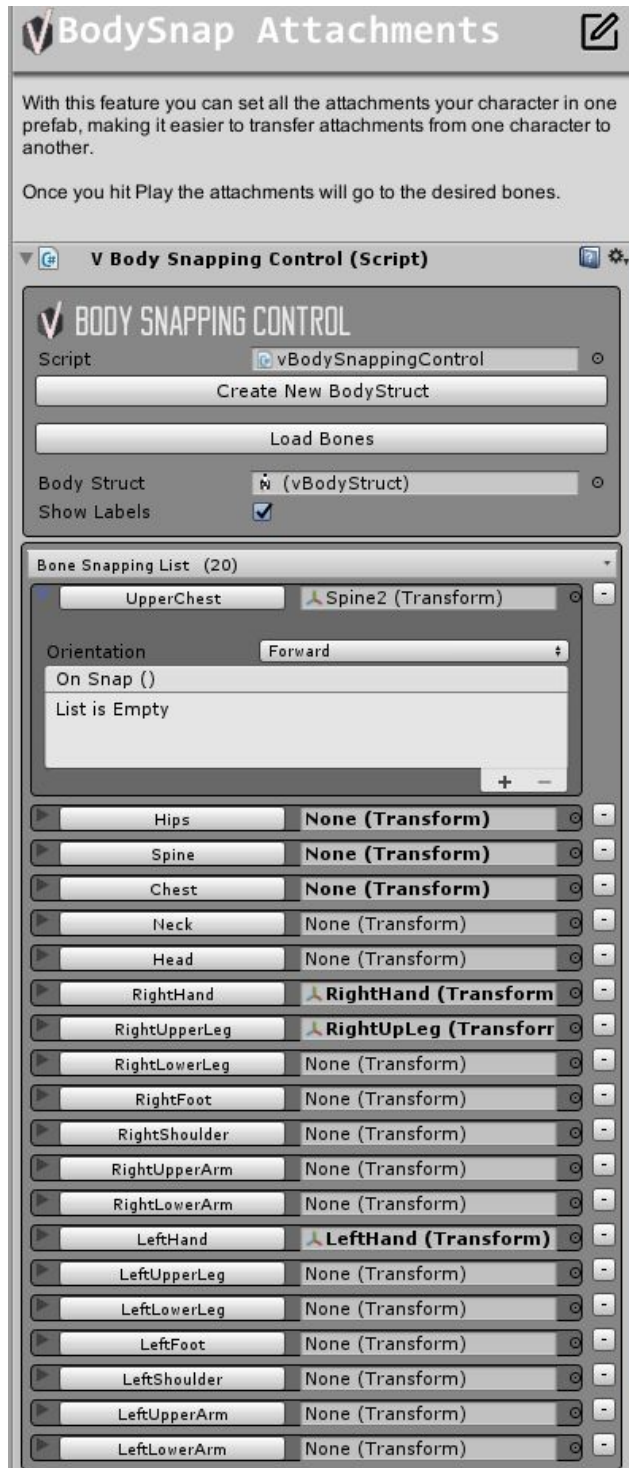 BodySnap Attachments
With this feature you can set all the attachments your character in one
prefab, making it easier to transfer attachments from one character to
another.
Once you hit Play the attachments will go to the desired bones.
V Body Snapping Control (Script)
BODY SNAPPING CONTROL
Script vBodySnappingControl
Create New BodyStruct
Load Bones
Body Struct (vBodyStruct)
Show Labels
Bone Snapping List (20)
UpperChest Spine2 (Transform) -
Orientation Forward
On Snap ()
List is Empty
+ −
Hips None (Transform) -
Spine None (Transform) -
Chest None (Transform) -
Neck None (Transform) -
Head None (Transform) -
RightHand RightHand (Transform -
RightUpperLeg RightUpLeg (Transforr -
RightLowerLeg None (Transform) -
RightFoot None (Transform) -
RightShoulder None (Transform) -
RightUpperArm None (Transform) -
RightLowerArm None (Transform) -
LeftHand LeftHand (Transform) -
LeftUpperLeg None (Transform) -
LeftLowerLeg None (Transform) -
LeftFoot None (Transform) -
LeftShoulder None (Transform) -
LeftUpperArm None (Transform) -
LeftLowerArm None (Transform) -